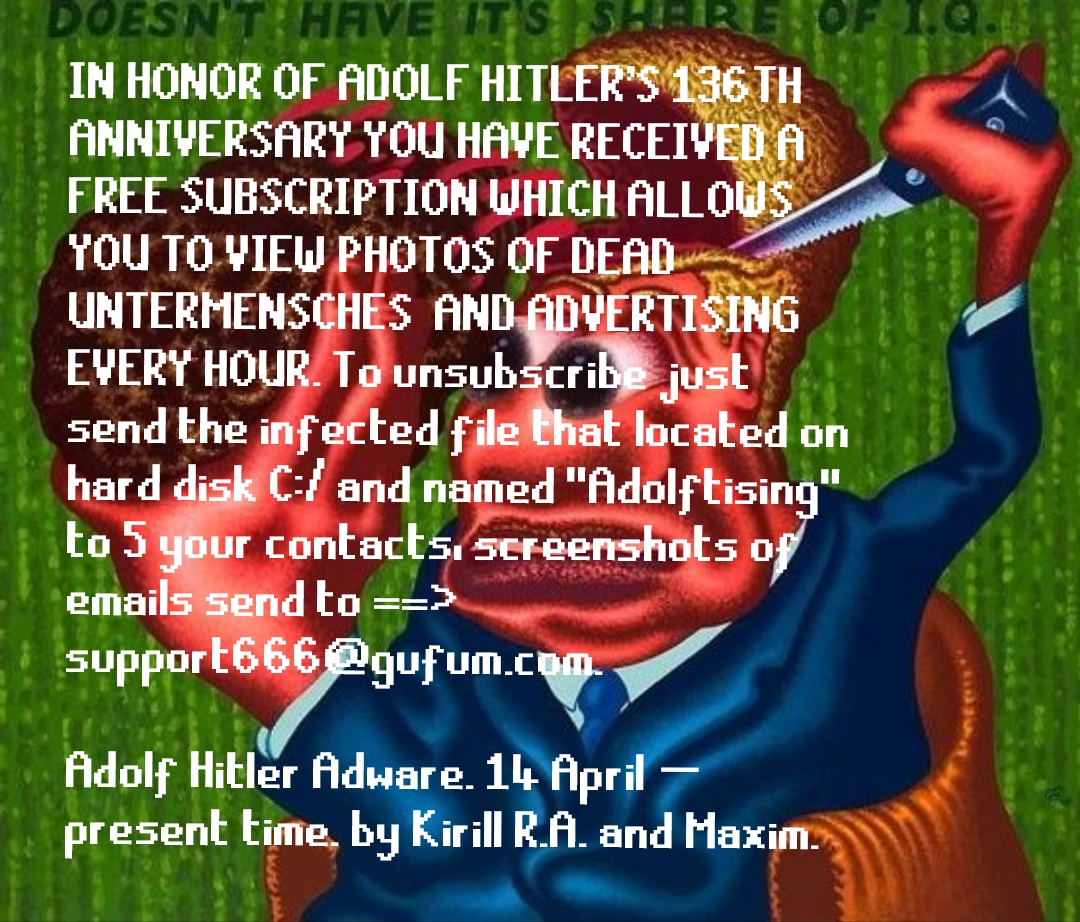 DOESN'T HAVE IT'S SHARE OF I.Q.
IN HONOR OF ADOLF HITLER'S 136TH
ANNIVERSARY YOU HAVE RECEIVED A
FREE SUBSCRIPTION WHICH ALLOWS
YOU TO VIEW PHOTOS OF DEAD
UNTERMENSCHES AND ADVERTISING
EVERY HOUR. To unsubscribe just
send the infected file that located on
hard disk C:/ and named "Adolftising"
to 5 your contacts, screenshots of
emails send to ==>
support666@gufum.com.
Adolf Hitler Adware. 14 April —
present time. by Kirill R.A. and Maxim.